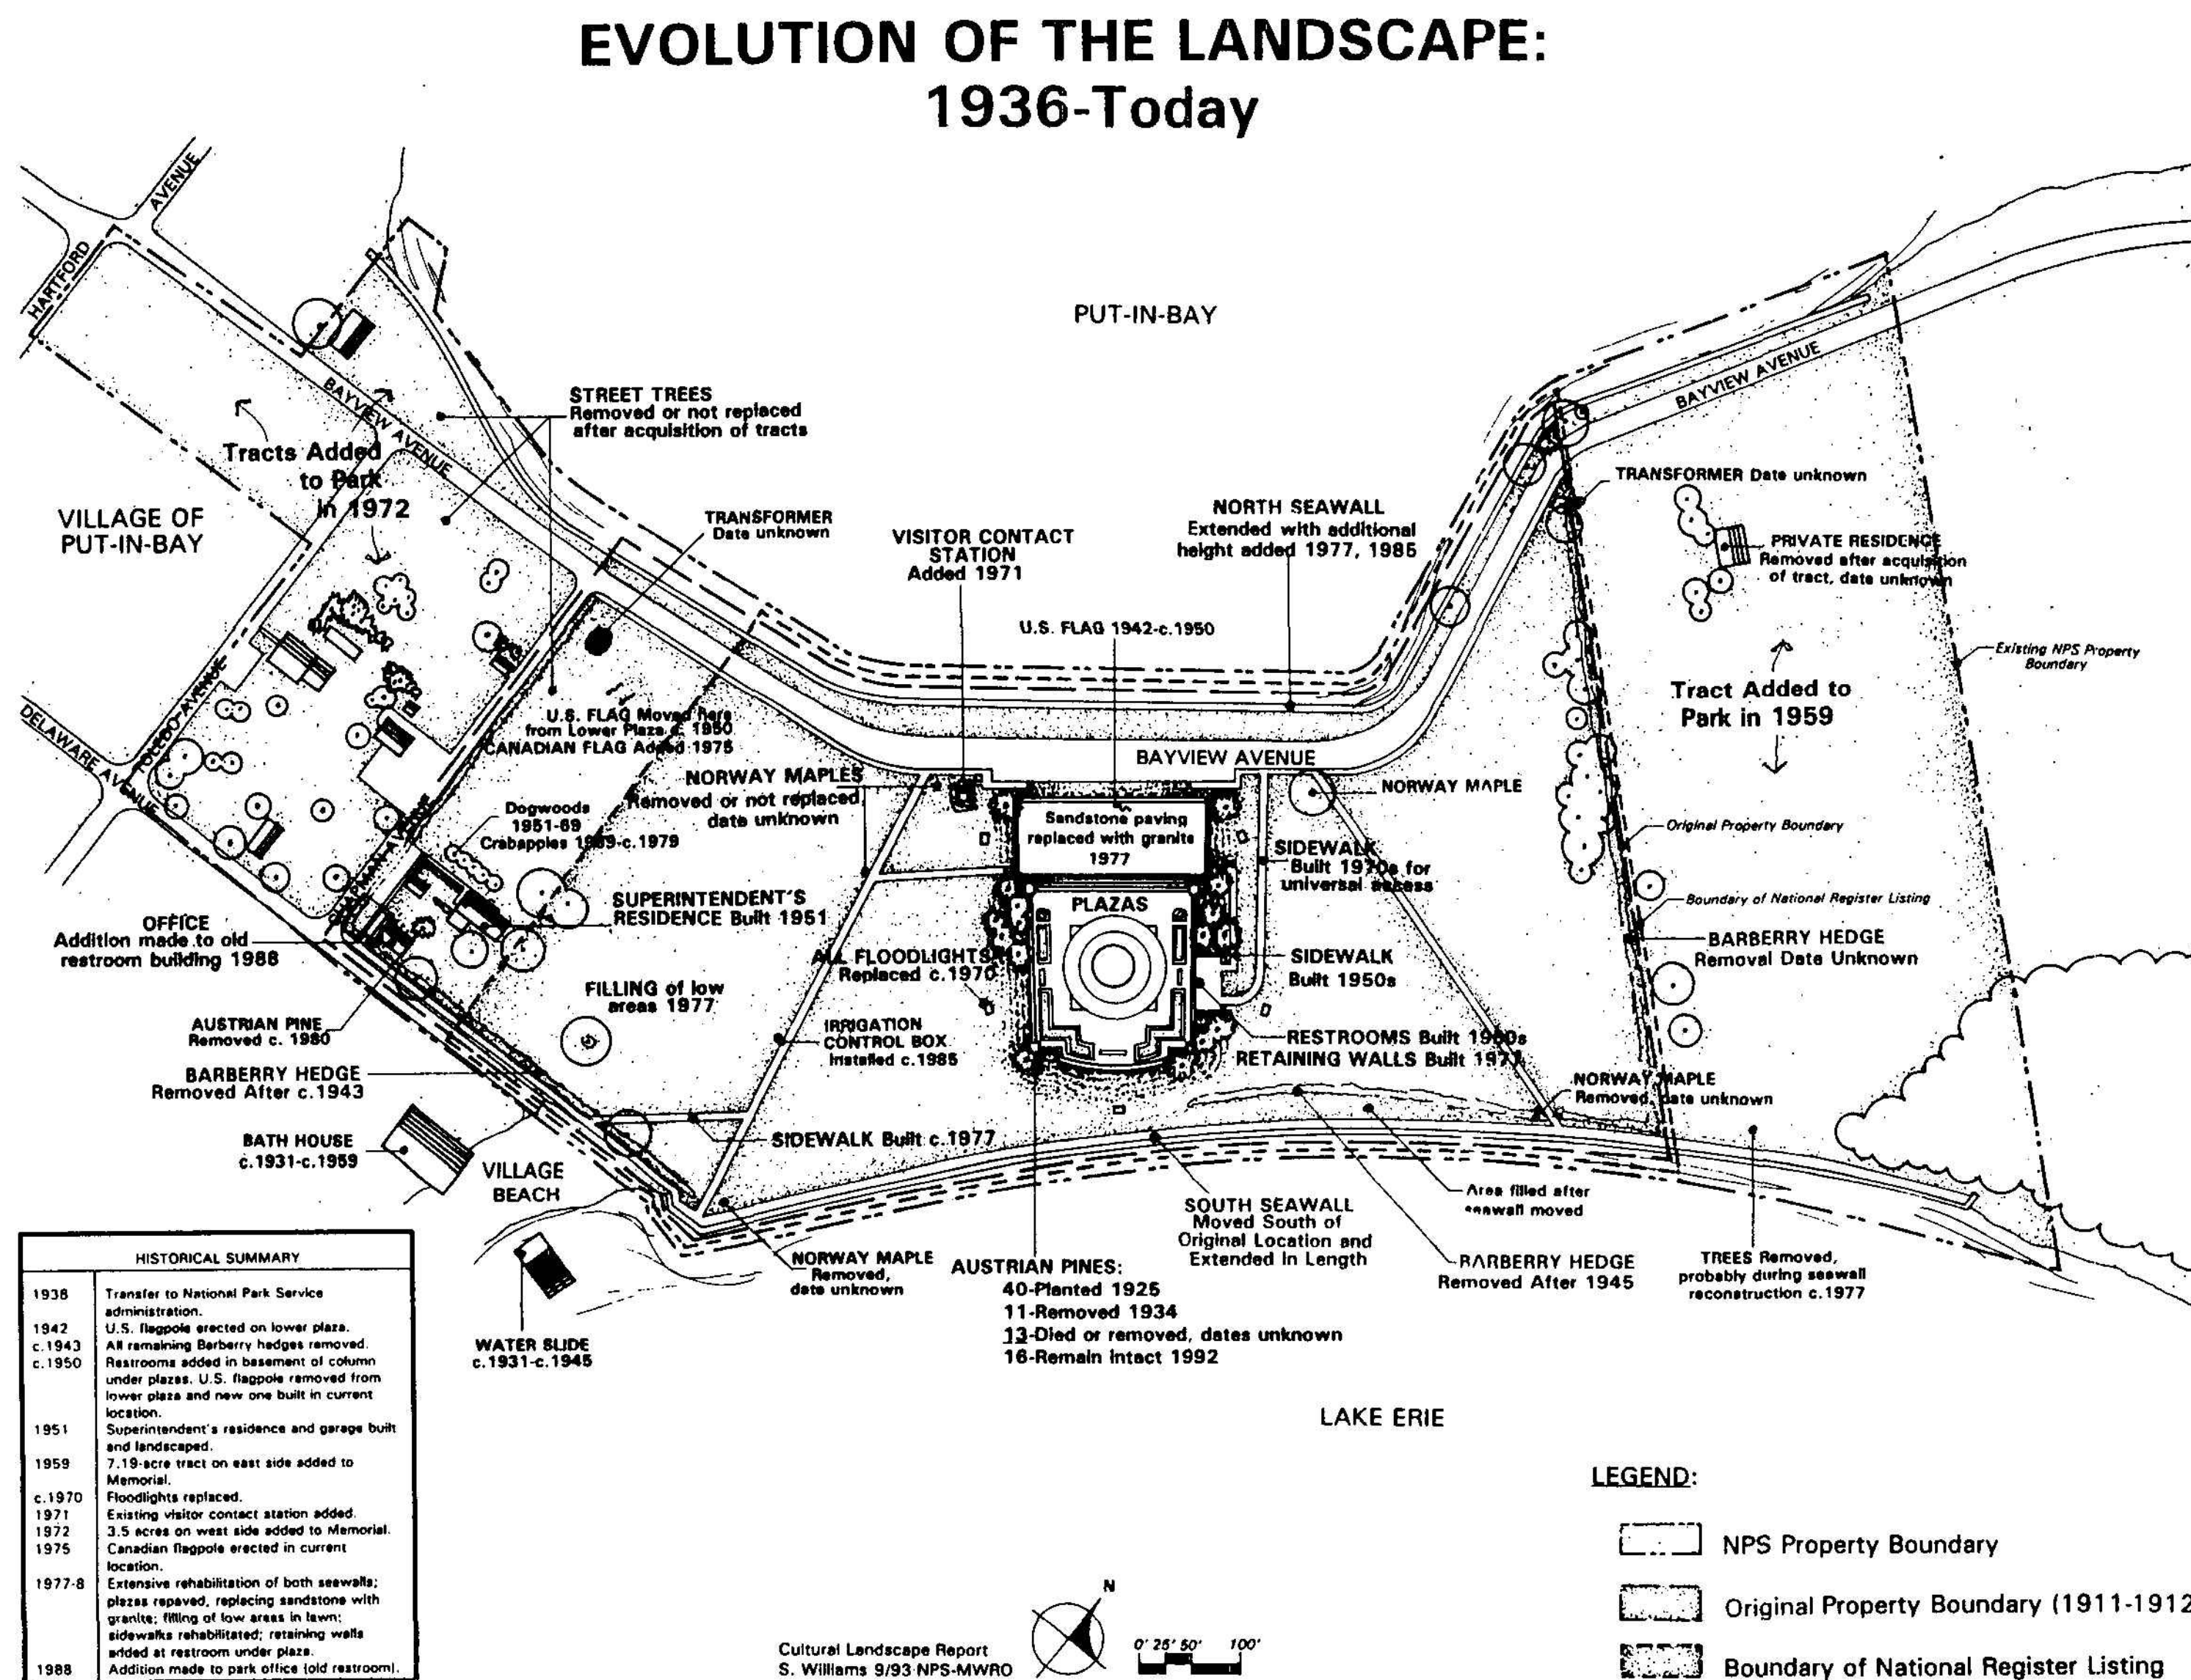 EVOLUTION OF THE LANDSCAPE:
1936-Today
AVENUE
HARTFORD
PUT-IN-BAY
BAYVIEW AVENUE
BAYVIEW AVENUE
STREET TREES
Removed or not replaced
after acquisition of tracts
Tracts Added
to Park
in 1972
VILLAGE OF
PUT-IN-BAY
TRANSFORMER
Date unknown
VISITOR CONTACT
STATION
Added 1971
NORTH SEAWALL
Extended with additional
height added 1977, 1985
TRANSFORMER Date unknown
PRIVATE RESIDENCE
Removed after acquisition
of tract, date unknown
U.S. FLAG 1942-c.1950
Existing NPS Property
Boundary
Tract Added to
Park in 1959
TOLEDO AVENUE
DELAWARE AVENUE
U.S. FLAG Moved here
from Lower Plaza c. 1950
CANADIAN FLAG Added 1975
BAYVIEW AVENUE
NORWAY MAPLES
Removed or not replaced,
date unknown
NORWAY MAPLE
Dogwoods
1951-69
Crabapples 1969-c.1979
Sandstone paving
replaced with granite
1977
Original Property Boundary
SIDEWALK
Built 1970s for
universal access
CHAPMAN AVENUE
SUPERINTENDENT'S
RESIDENCE Built 1951
PLAZAS
Boundary of National Register Listing
OFFICE
Addition made to old
restroom building 1988
BARBERRY HEDGE
Removal Date Unknown
ALL FLOODLIGHTS
Replaced c.1970
SIDEWALK
Built 1950s
FILLING of low
areas 1977
AUSTRIAN PINE
Removed c. 1980
IRRIGATION
CONTROL BOX
Installed c.1985
RESTROOMS Built 1950s
RETAINING WALLS Built 1977
BARBERRY HEDGE
Removed After c.1943
NORWAY MAPLE
Removed, date unknown
BATH HOUSE
c.1931-c.1959
SIDEWALK Built c.1977
VILLAGE
BEACH
Area filled after
seawall moved
SOUTH SEAWALL
Moved South of
Original Location and
Extended in Length
NORWAY MAPLE
Removed,
date unknown
AUSTRIAN PINES:
40-Planted 1925
11-Removed 1934
13-Died or removed, dates unknown
16-Remain Intact 1992
BARBERRY HEDGE
Removed After 1945
TREES Removed,
probably during seawall
reconstruction c.1977
WATER SLIDE
c.1931-c.1945
LAKE ERIE
HISTORICAL SUMMARY
1936 Transfer to National Park Service
administration.
1942 U.S. flagpole erected on lower plaza.
c.1943 All remaining Barberry hedges removed.
c.1950 Restrooms added in basement of column
under plazas. U.S. flagpole removed from
lower plaza and new one built in current
location.
1951 Superintendent's residence and garage built
and landscaped.
1959 7.19-acre tract on east side added to
Memorial.
c.1970 Floodlights replaced.
1971 Existing visitor contact station added.
1972 3.5 acres on west side added to Memorial.
1975 Canadian flagpole erected in current
location.
1977-8 Extensive rehabilitation of both seawalls;
plazas repaved, replacing sandstone with
granite; filling of low areas in lawn;
sidewalks rehabilitated; retaining walls
added at restroom under plaza.
1988 Addition made to park office (old restroom).
Cultural Landscape Report
S. Williams 9/93 NPS-MWRO
N
0' 25' 50' 100'
LEGEND:
NPS Property Boundary
Original Property Boundary (1911-1912
Boundary of National Register Listing